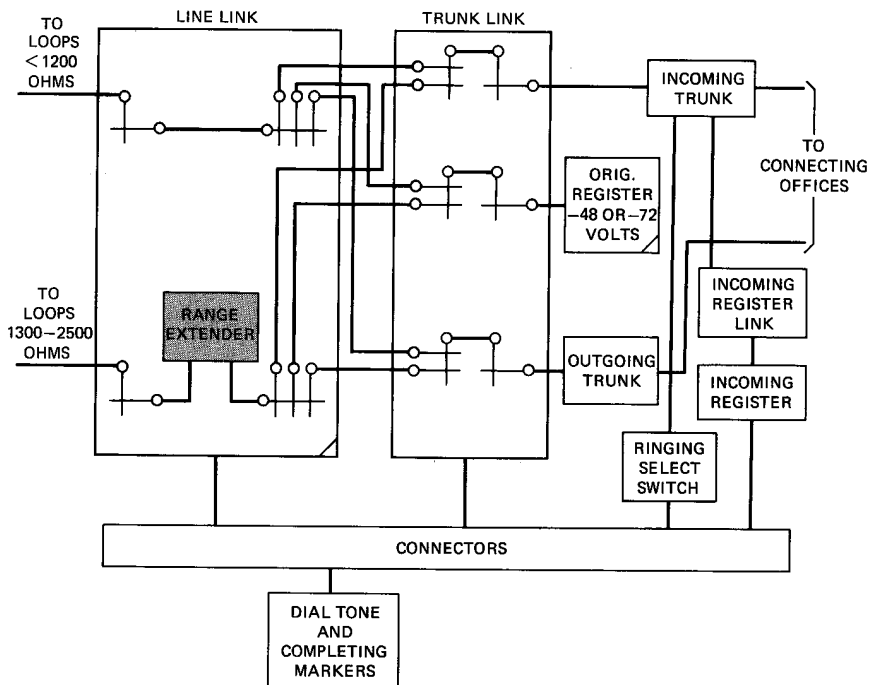 LINE LINK
TRUNK LINK
TO
LOOPS
< 1200
OHMS
INCOMING
TRUNK
TO
CONNECTING
OFFICES
ORIG.
REGISTER
–48 OR –72
VOLTS
TO
LOOPS
1300–2500
OHMS
RANGE
EXTENDER
INCOMING
REGISTER
LINK
OUTGOING
TRUNK
INCOMING
REGISTER
RINGING
SELECT
SWITCH
CONNECTORS
DIAL TONE
AND
COMPLETING
MARKERS